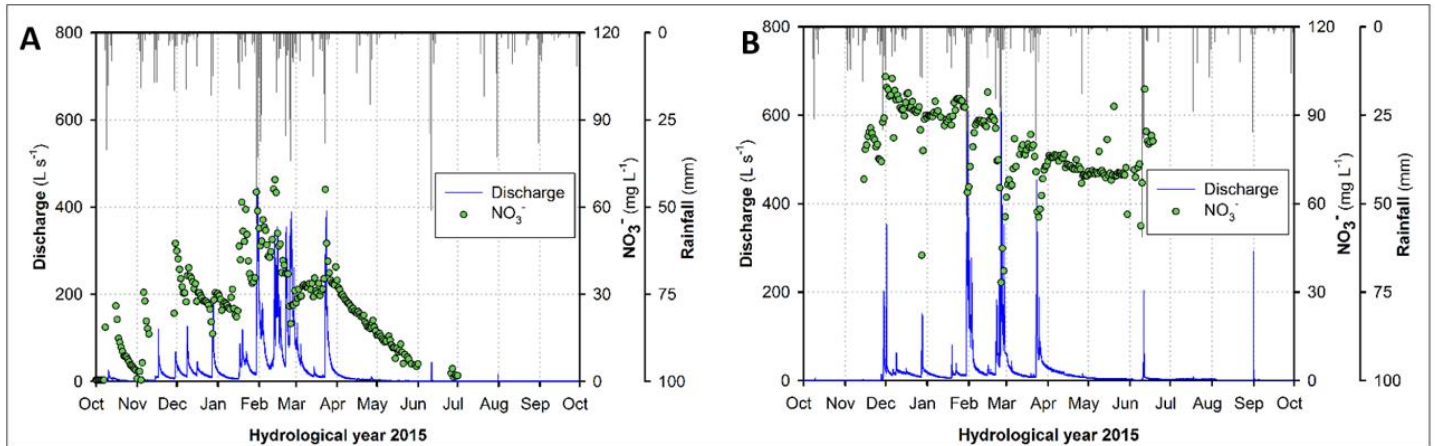 A
800
600
400
200
0
Discharge (L s⁻¹)
Discharge
NO₃⁻
120
90
60
30
0
NO₃⁻ (mg L⁻¹)
0
25
50
75
100
Rainfall (mm)
Oct Nov Dec Jan Feb Mar Apr May Jun Jul Aug Sep Oct
Hydrological year 2015
B
800
600
400
200
0
Discharge (L s⁻¹)
Discharge
NO₃⁻
120
90
60
30
0
NO₃⁻ (mg L⁻¹)
0
25
50
75
100
Rainfall (mm)
Oct Nov Dec Jan Feb Mar Apr May Jun Jul Aug Sep Oct
Hydrological year 2015